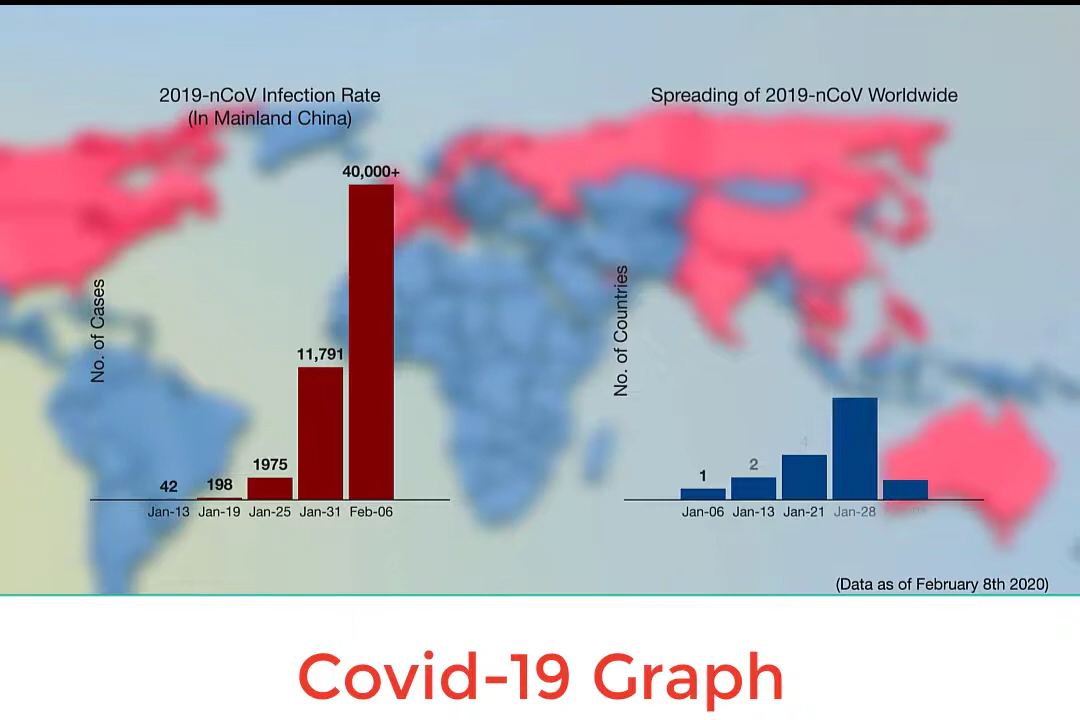 2019-nCoV Infection Rate
(In Mainland China)
No. of Cases
42
198
1975
11,791
40,000+
Jan-13 Jan-19 Jan-25 Jan-31 Feb-06
Spreading of 2019-nCoV Worldwide
No. of Countries
1
2
4
Jan-06 Jan-13 Jan-21 Jan-28
(Data as of February 8th 2020)
Covid-19 Graph